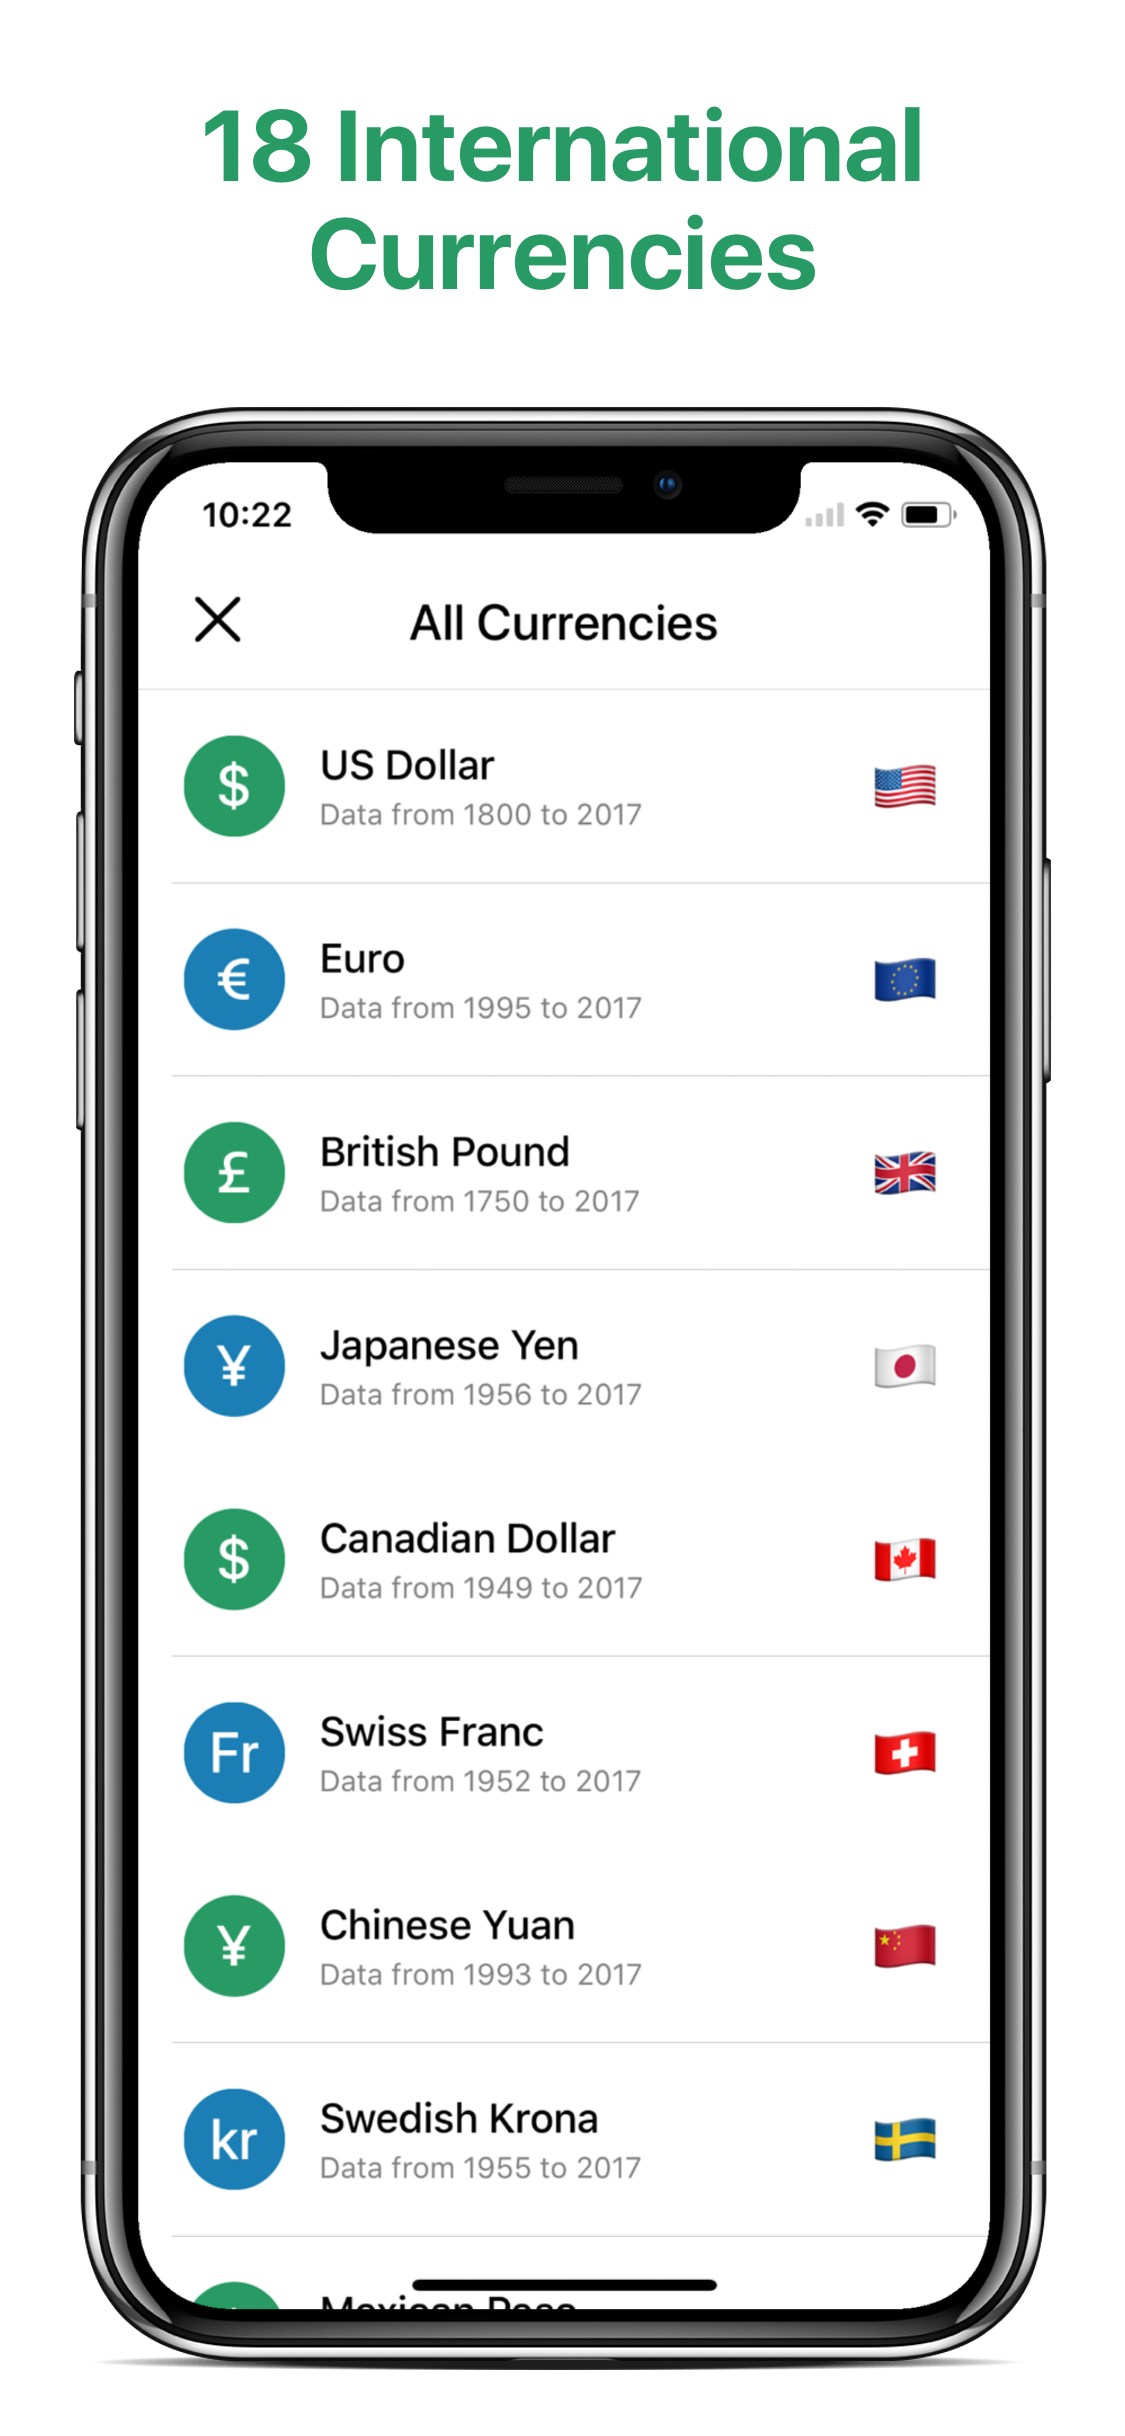 18 International
Currencies
10:22
All Currencies
$
US Dollar
Data from 1800 to 2017
€
Euro
Data from 1995 to 2017
£
British Pound
Data from 1750 to 2017
¥
Japanese Yen
Data from 1956 to 2017
$
Canadian Dollar
Data from 1949 to 2017
Fr
Swiss Franc
Data from 1952 to 2017
¥
Chinese Yuan
Data from 1993 to 2017
kr
Swedish Krona
Data from 1955 to 2017
Mexican Peso